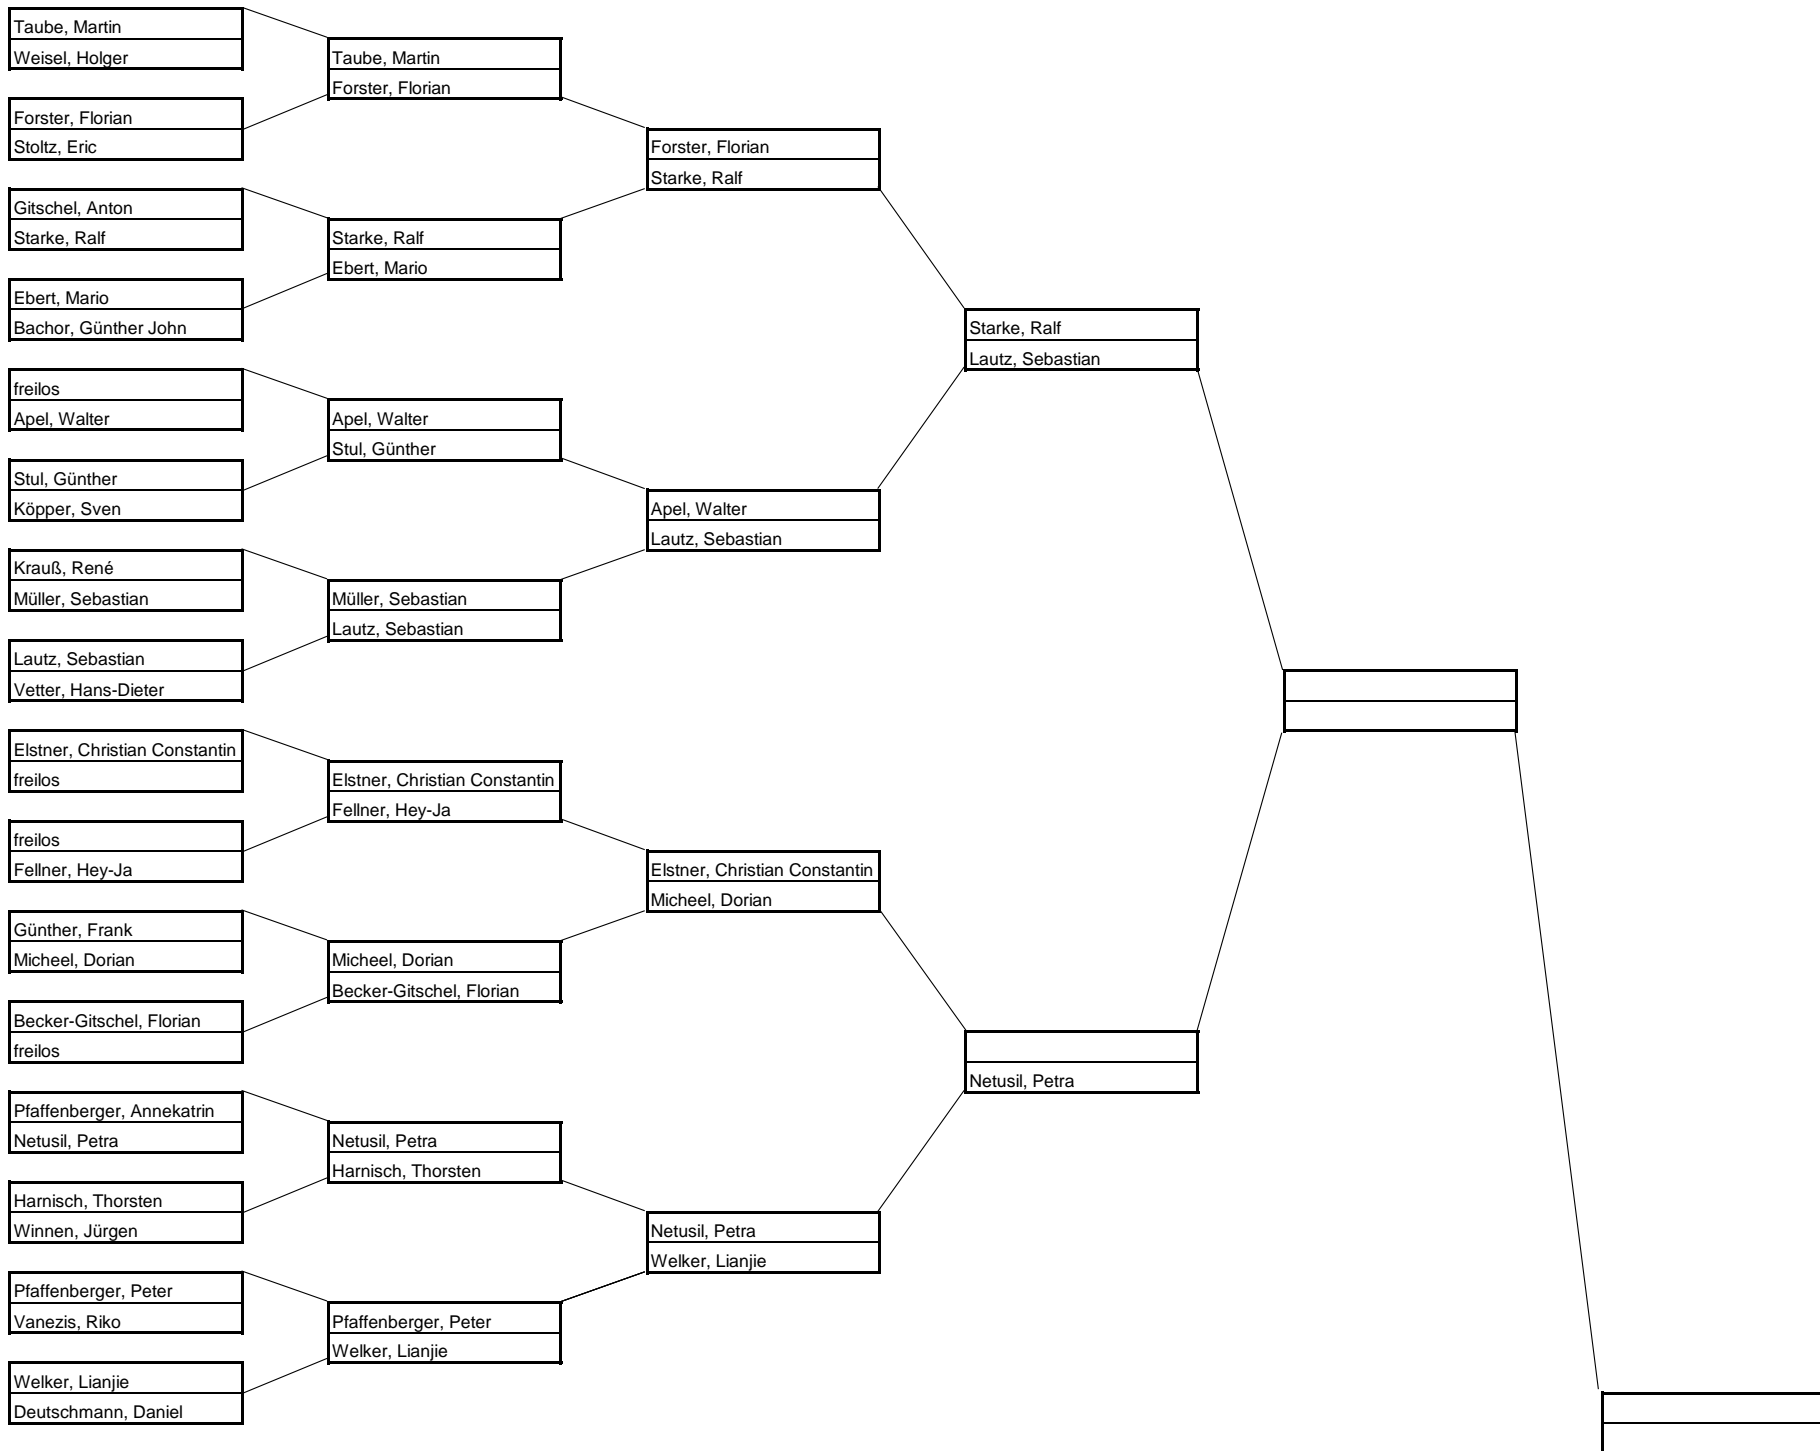 Taube, Martin
Weisel, Holger
Forster, Florian
Stoltz, Eric
Gitschel, Anton
Starke, Ralf
Ebert, Mario
Bachor, Günther John
freilos
Apel, Walter
Stul, Günther
Köpper, Sven
Krauß, René
Müller, Sebastian
Lautz, Sebastian
Vetter, Hans-Dieter
Elstner, Christian Constantin
freilos
freilos
Fellner, Hey-Ja
Günther, Frank
Micheel, Dorian
Becker-Gitschel, Florian
freilos
Pfaffenberger, Annekatrin
Netusil, Petra
Harnisch, Thorsten
Winnen, Jürgen
Pfaffenberger, Peter
Vanezis, Riko
Welker, Lianjie
Deutschmann, Daniel
Taube, Martin
Forster, Florian
Starke, Ralf
Ebert, Mario
Apel, Walter
Stul, Günther
Müller, Sebastian
Lautz, Sebastian
Elstner, Christian Constantin
Fellner, Hey-Ja
Micheel, Dorian
Becker-Gitschel, Florian
Netusil, Petra
Harnisch, Thorsten
Pfaffenberger, Peter
Welker, Lianjie
Forster, Florian
Starke, Ralf
Apel, Walter
Lautz, Sebastian
Elstner, Christian Constantin
Micheel, Dorian
Netusil, Petra
Welker, Lianjie
Starke, Ralf
Lautz, Sebastian
Netusil, Petra